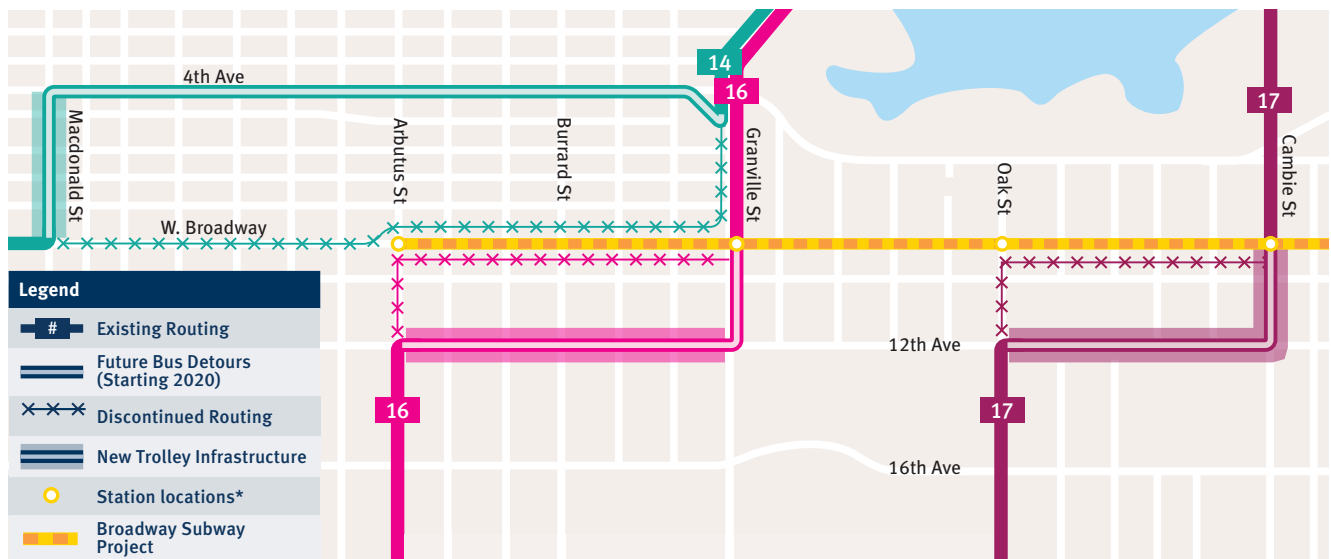 14
4th Ave
16
17
Macdonald St
Arbutus St
Burrard St
Granville St
Oak St
Cambie St
W. Broadway
Legend
# Existing Routing
Future Bus Detours
(Starting 2020)
Discontinued Routing
New Trolley Infrastructure
Station locations*
Broadway Subway
Project
12th Ave
16
17
16th Ave